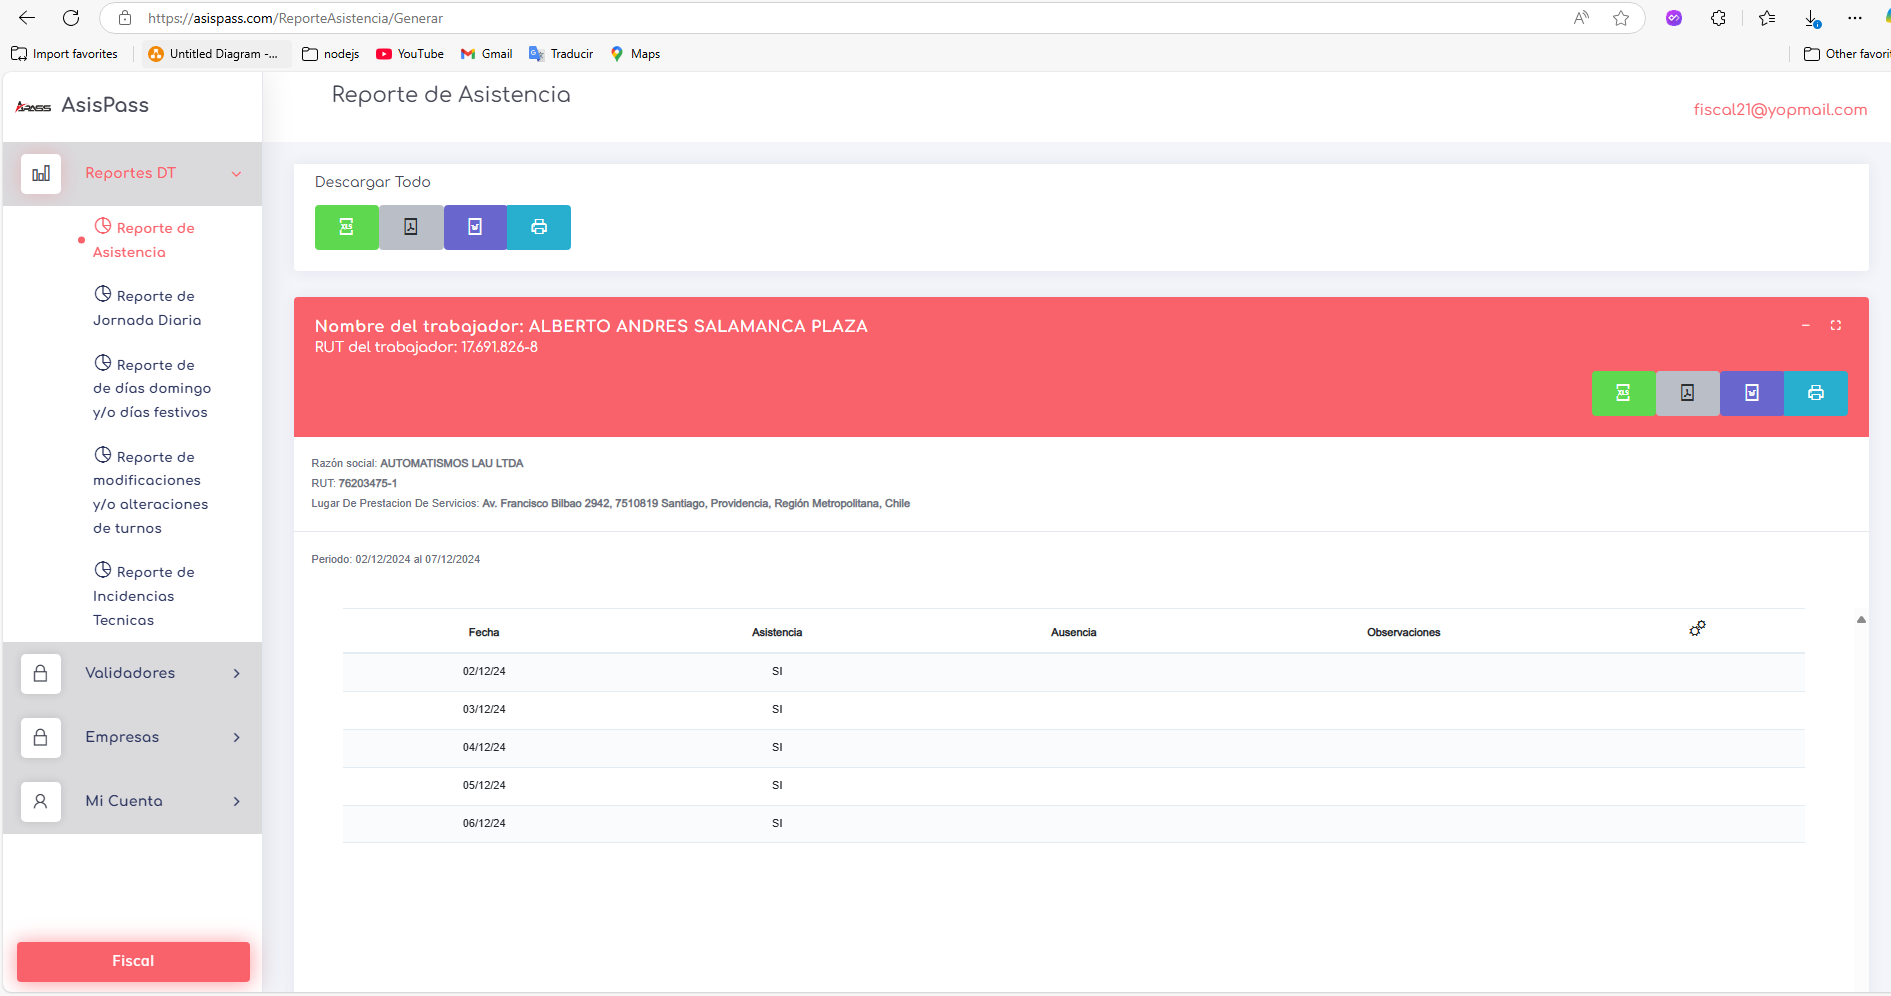 https://asispass.com/ReporteAsistencia/Generar
Import favorites
Untitled Diagram -...
nodejs
YouTube
Gmail
Traducir
Maps
Other favori
AsisPass
Reporte de Asistencia
fiscal21@yopmail.com
Reportes DT
Reporte de
Asistencia
Reporte de
Jornada Diaria
Reporte de
de días domingo
y/o días festivos
Reporte de
modificaciones
y/o alteraciones
de turnos
Reporte de
Incidencias
Tecnicas
Validadores
Empresas
Mi Cuenta
Fiscal
Descargar Todo
XLS
Nombre del trabajador: ALBERTO ANDRES SALAMANCA PLAZA
RUT del trabajador: 17.691.826-8
XLS
Razón social: AUTOMATISMOS LAU LTDA
RUT: 76203475-1
Lugar De Prestacion De Servicios: Av. Francisco Bilbao 2942, 7510819 Santiago, Providencia, Región Metropolitana, Chile
Periodo: 02/12/2024 al 07/12/2024
Fecha Asistencia Ausencia Observaciones
02/12/24 SI
03/12/24 SI
04/12/24 SI
05/12/24 SI
06/12/24 SI